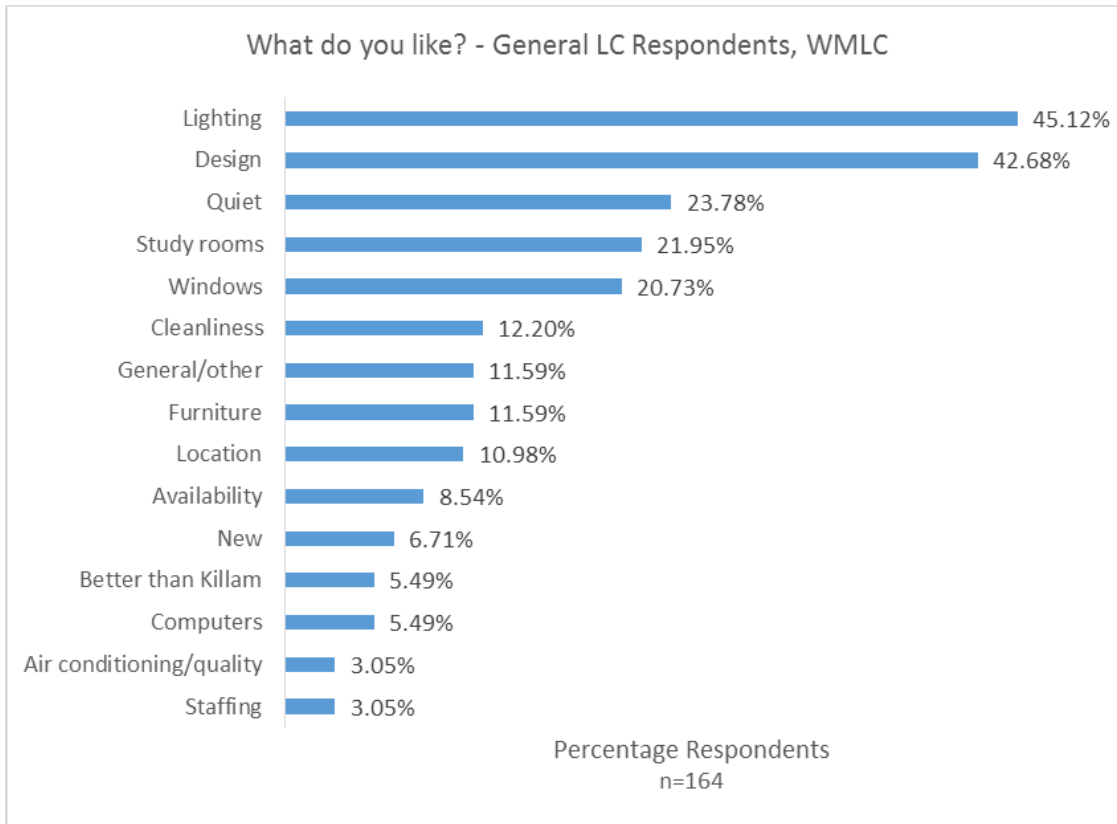 What do you like? - General LC Respondents, WMLC
Lighting 45.12%
Design 42.68%
Quiet 23.78%
Study rooms 21.95%
Windows 20.73%
Cleanliness 12.20%
General/other 11.59%
Furniture 11.59%
Location 10.98%
Availability 8.54%
New 6.71%
Better than Killam 5.49%
Computers 5.49%
Air conditioning/quality 3.05%
Staffing 3.05%
Percentage Respondents
n=164